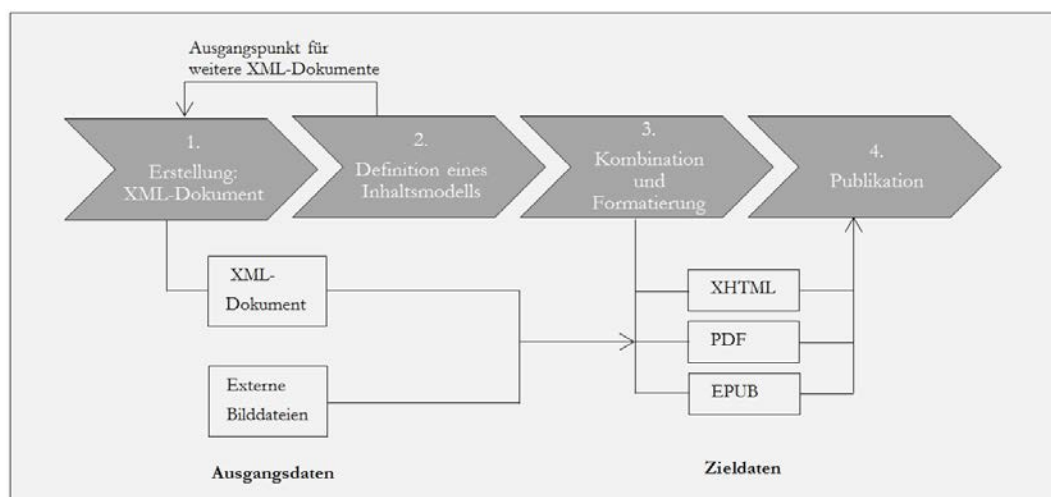 Ausgangspunkt für
weitere XML-Dokumente
1.
Erstellung:
XML-Dokument
2.
Definition eines
Inhaltsmodells
3.
Kombination
und
Formatierung
4.
Publikation
XML-
Dokument
Externe
Bilddateien
Ausgangsdaten
XHTML
PDF
EPUB
Zieldaten